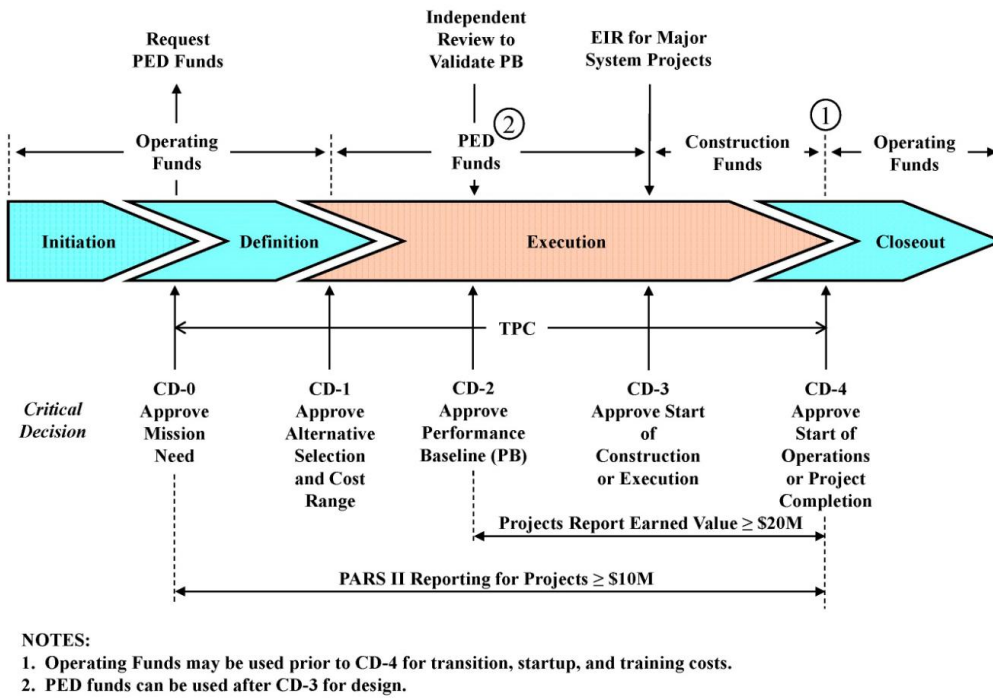 Request
PED Funds
Independent
Review to
Validate PB
EIR for Major
System Projects
Operating
Funds
PED
Funds
2
Construction
Funds
1
Operating
Funds
Initiation
Definition
Execution
Closeout
TPC
Critical
Decision
CD-0
Approve
Mission
Need
CD-1
Approve
Alternative
Selection
and Cost
Range
CD-2
Approve
Performance
Baseline (PB)
CD-3
Approve Start
of
Construction
or Execution
CD-4
Approve
Start of
Operations
or Project
Completion
Projects Report Earned Value ≥ $20M
PARS II Reporting for Projects ≥ $10M
NOTES:
1. Operating Funds may be used prior to CD-4 for transition, startup, and training costs.
2. PED funds can be used after CD-3 for design.